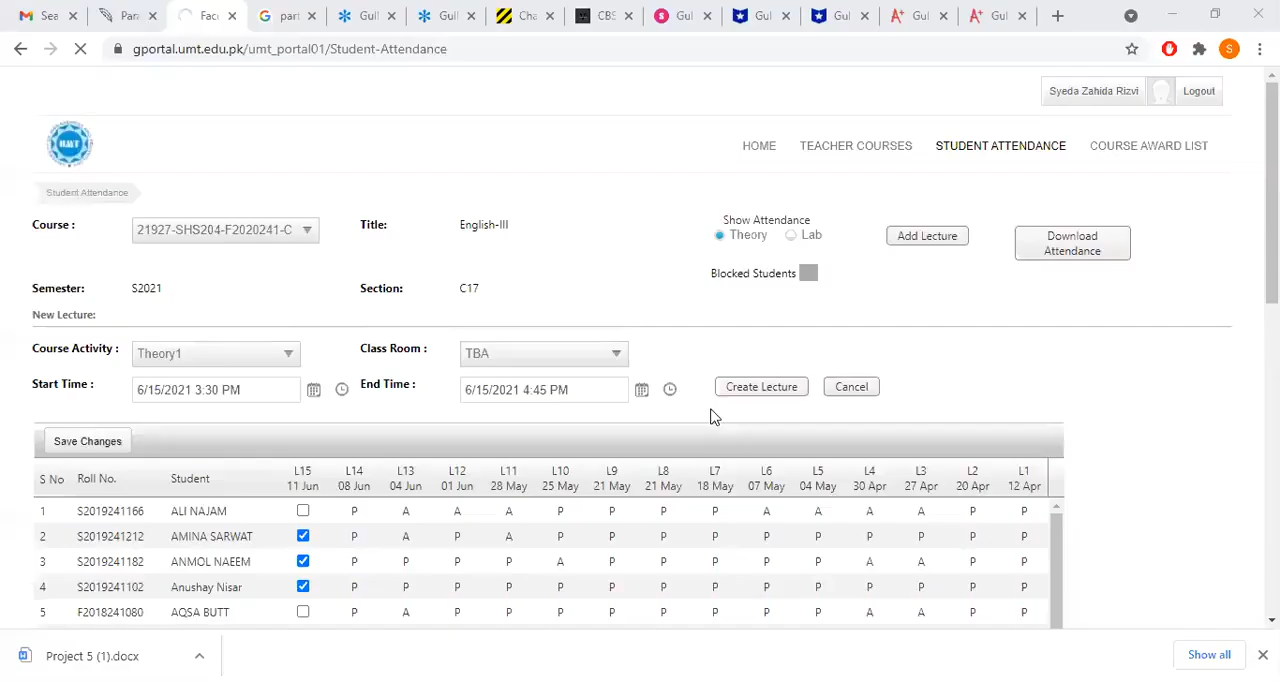 Sea
Para
Facu
part
Gull
Gull
Cha
CBS
Gul
Gul
Gul
Gul
Gul
gportal.umt.edu.pk/umt_portal01/Student-Attendance
S
Syeda Zahida Rizvi Logout
UMT
HOME TEACHER COURSES STUDENT ATTENDANCE COURSE AWARD LIST
Student Attendance
Course : 21927-SHS204-F2020241-C Title: English-III Show Attendance
Theory Lab Add Lecture Download Attendance
Blocked Students
Semester: S2021 Section: C17
New Lecture:
Course Activity : Theory1 Class Room : TBA
Start Time : 6/15/2021 3:30 PM End Time : 6/15/2021 4:45 PM Create Lecture Cancel
Save Changes
S No Roll No. Student L15 L14 L13 L12 L11 L10 L9 L8 L7 L6 L5 L4 L3 L2 L1
11 Jun 08 Jun 04 Jun 01 Jun 28 May 25 May 21 May 21 May 18 May 07 May 04 May 30 Apr 27 Apr 20 Apr 12 Apr
1 S2019241166 ALI NAJAM P A A A P P P P A A A A P P
2 S2019241212 AMINA SARWAT P A P A P P P P P P P P P P
3 S2019241182 ANMOL NAEEM P P P P A P P P P P A A P P
4 S2019241102 Anushay Nisar P P P P P P P P P P P P P P
5 F2018241080 AQSA BUTT P A P P P P P P P P A A P P
Project 5 (1).docx Show all